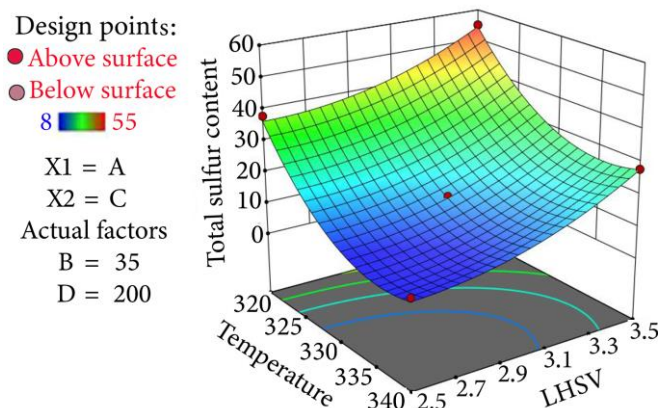 Design points:
Above surface
Below surface
8 55
X1 = A
X2 = C
Actual factors
B = 35
D = 200
Total sulfur content
60
50
40
30
20
10
0
320
325
330
335
340
Temperature
2.5
2.7
2.9
3.1
3.3
3.5
LHSV